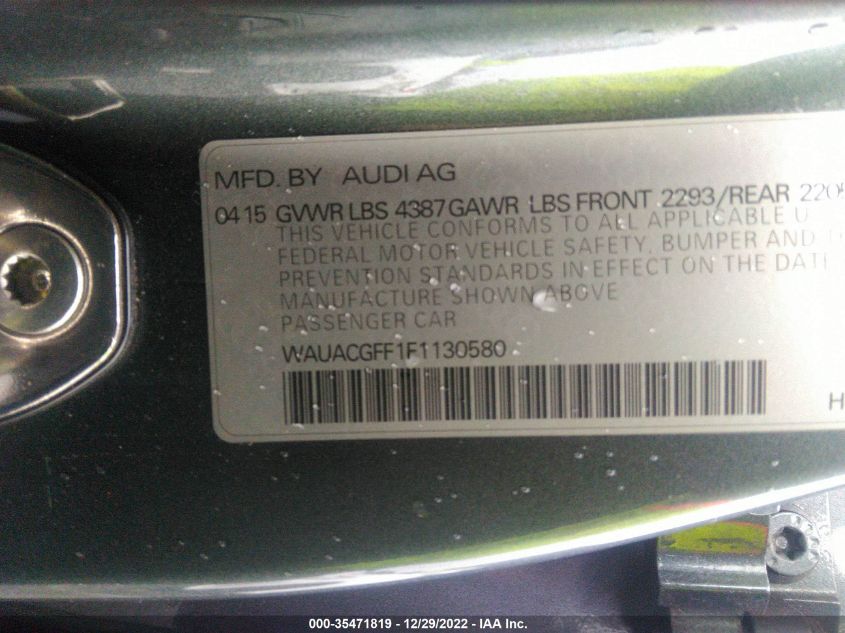 MFD. BY AUDI AG
0415 GVWR LBS 4387 GAWR LBS FRONT 2293/REAR 2205
THIS VEHICLE CONFORMS TO ALL APPLICABLE U
FEDERAL MOTOR VEHICLE SAFETY, BUMPER AND T
PREVENTION STANDARDS IN EFFECT ON THE DATE
MANUFACTURE SHOWN ABOVE
PASSENGER CAR
WAUACGFF1F1130580
H
000-35471819 - 12/29/2022 - IAA Inc.